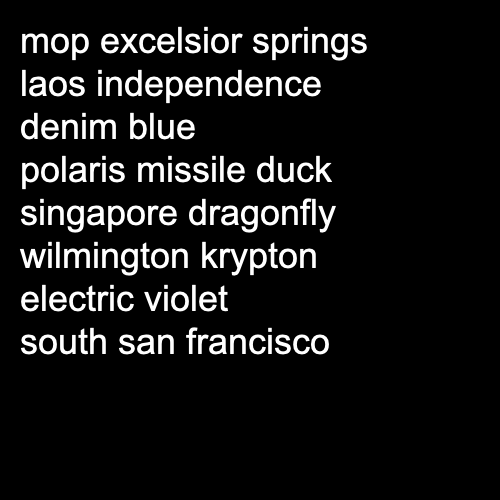 mop excelsior springs
laos independence
denim blue
polaris missile duck
singapore dragonfly
wilmington krypton
electric violet
south san francisco